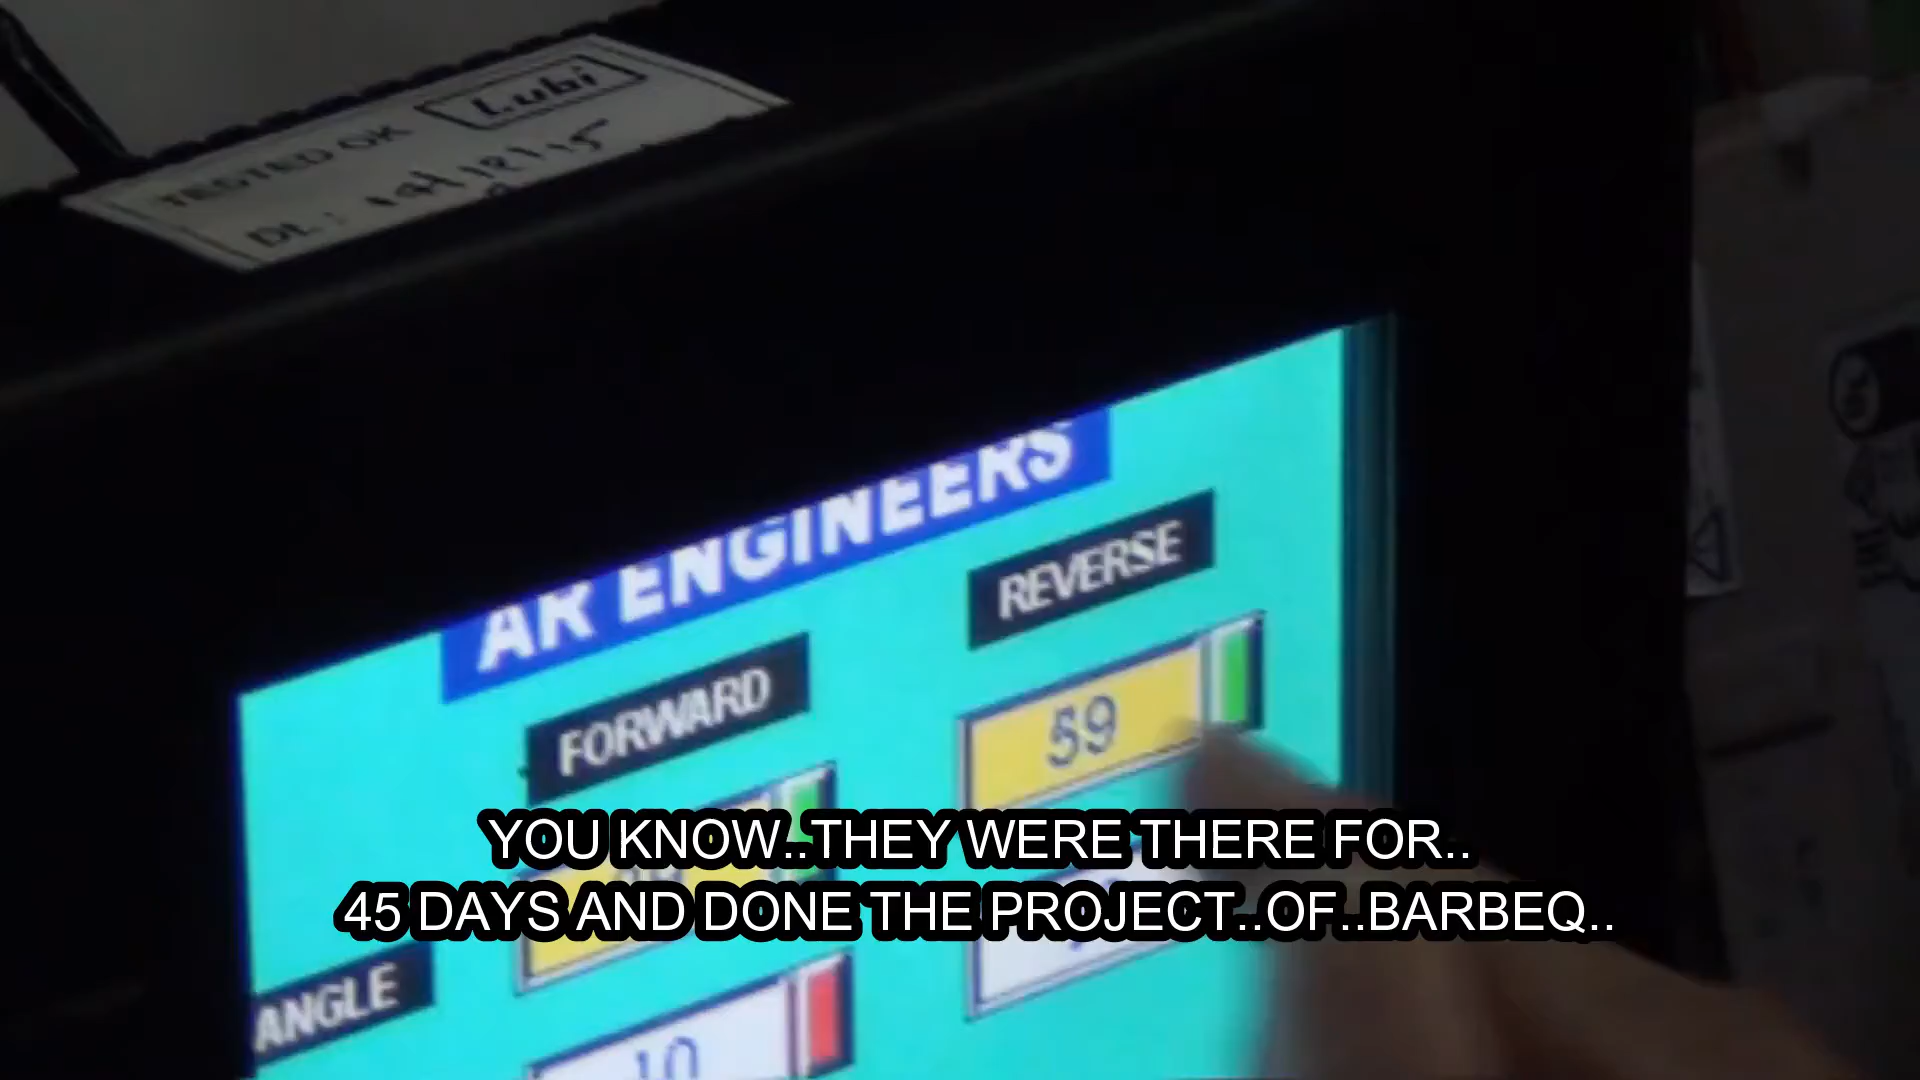 TESTED OK Lubi
AR ENGINEERS
REVERSE
FORWARD
59
YOU KNOW..THEY WERE THERE FOR..
45 DAYS AND DONE THE PROJECT..OF..BARBEQ..
ANGLE
10